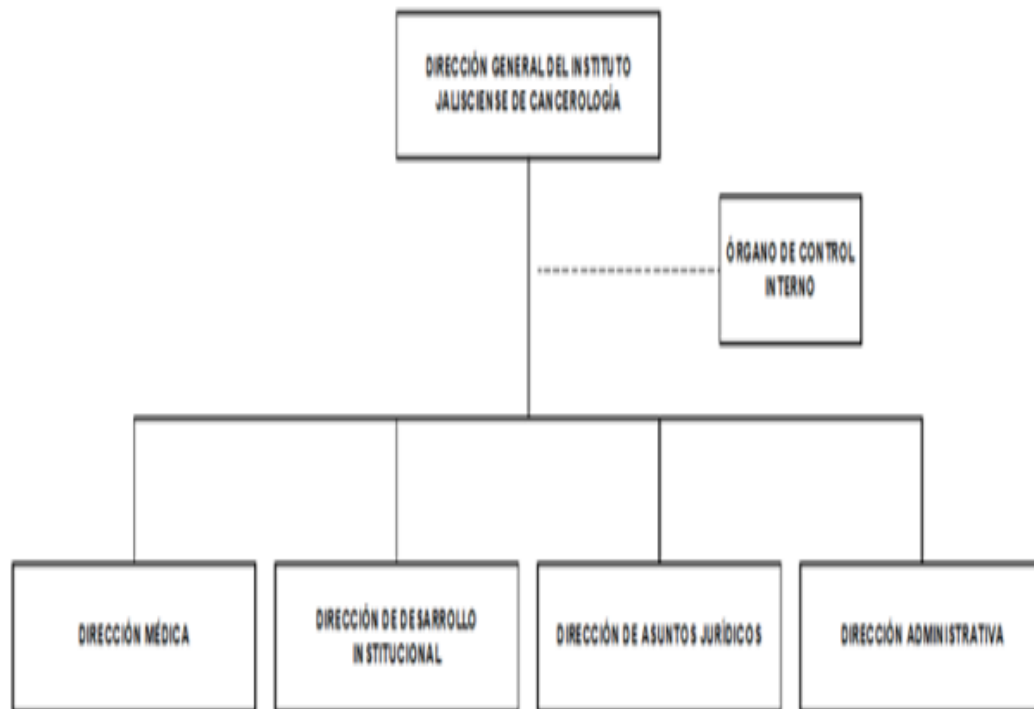 DIRECCIÓN GENERAL DEL INSTITUTO
JALISCIENSE DE CANCEROLOGÍA
ÓRGANO DE CONTROL
INTERNO
DIRECCIÓN MÉDICA
DIRECCIÓN DE DESARROLLO
INSTITUCIONAL
DIRECCIÓN DE ASUNTOS JURÍDICOS
DIRECCIÓN ADMINISTRATIVA